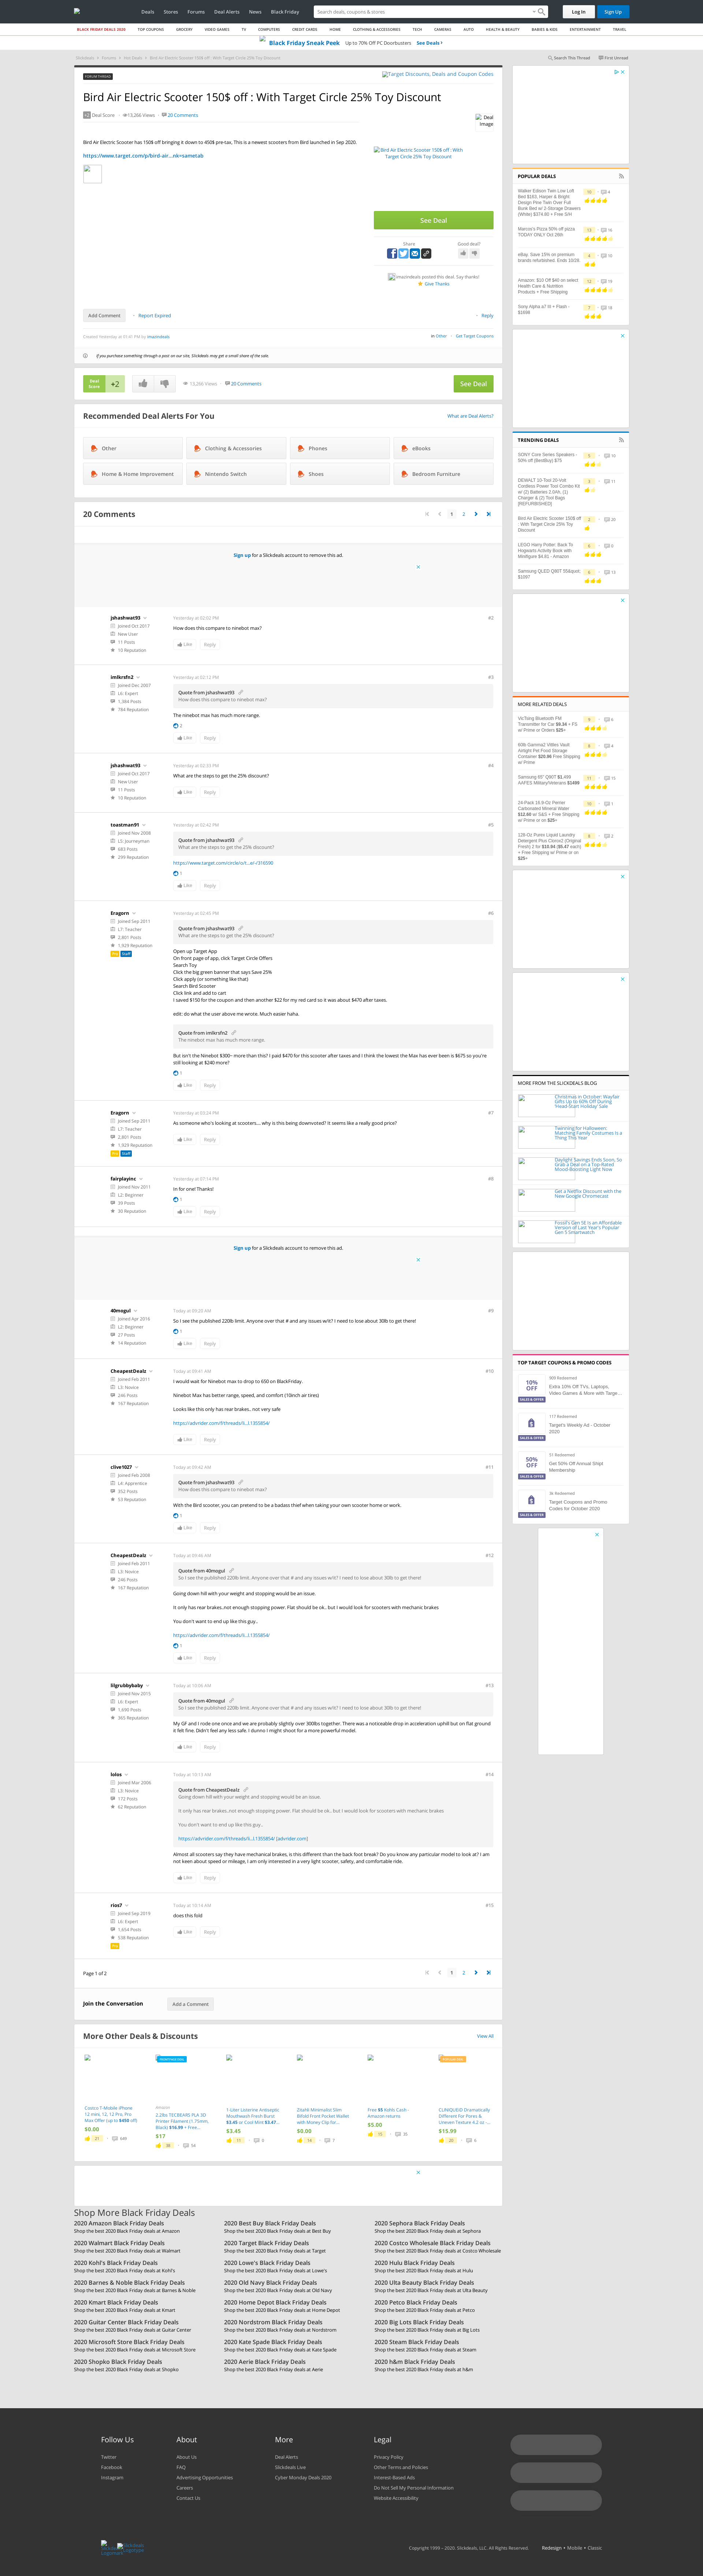 Deals Stores Forums Deal Alerts News Black Friday
Search deals, coupons & stores
Log In
Sign Up
BLACK FRIDAY DEALS 2020 TOP COUPONS GROCERY VIDEO GAMES TV COMPUTERS CREDIT CARDS HOME CLOTHING & ACCESSORIES TECH CAMERAS AUTO HEALTH & BEAUTY BABIES & KIDS ENTERTAINMENT TRAVEL
Black Friday Sneak Peek Up to 70% Off PC Doorbusters See Deals
Slickdeals Forums Hot Deals Bird Air Electric Scooter 150$ off : With Target Circle 25% Toy Discount
Search This Thread Find Unread
FORUM THREAD
Target Discounts, Deals and Coupon Codes
Bird Air Electric Scooter 150$ off : With Target Circle 25% Toy Discount
+2 Deal Score 13,266 Views 20 Comments
Deal Image
Bird Air Electric Scooter has 150$ off bringing it down to 450$ pre-tax, This is a newest scooters from Bird launched in Sep 2020.
https://www.target.com/p/bird-air...nk=sametab
Bird Air Electric Scooter 150$ off : With Target Circle 25% Toy Discount
See Deal
Share
Good deal?
imazindeals posted this deal. Say thanks!
Give Thanks
Add Comment
Report Expired
Reply
Created Yesterday at 01:41 PM by imazindeals
in Other
Get Target Coupons
If you purchase something through a post on our site, Slickdeals may get a small share of the sale.
Deal Score +2
13,266 Views 20 Comments
See Deal
Recommended Deal Alerts For You
What are Deal Alerts?
Other
Clothing & Accessories
Phones
eBooks
Home & Home Improvement
Nintendo Switch
Shoes
Bedroom Furniture
20 Comments
1 2
Sign up for a Slickdeals account to remove this ad.
jshashwat93
Joined Oct 2017
New User
11 Posts
10 Reputation
Yesterday at 02:02 PM
#2
How does this compare to ninebot max?
Like
Reply
imlkrsfn2
Joined Dec 2007
L6: Expert
1,384 Posts
784 Reputation
Yesterday at 02:12 PM
#3
Quote from jshashwat93
How does this compare to ninebot max?
The ninebot max has much more range.
2
Like
Reply
jshashwat93
Joined Oct 2017
New User
11 Posts
10 Reputation
Yesterday at 02:33 PM
#4
What are the steps to get the 25% discount?
Like
Reply
toastman91
Joined Nov 2008
L5: Journeyman
683 Posts
299 Reputation
Yesterday at 02:42 PM
#5
Quote from jshashwat93
What are the steps to get the 25% discount?
https://www.target.com/circle/o/t...e/-/316590
1
Like
Reply
Eragorn
Joined Sep 2011
L7: Teacher
2,801 Posts
1,929 Reputation
Pro Staff
Yesterday at 02:45 PM
#6
Quote from jshashwat93
What are the steps to get the 25% discount?
Open up Target App
On front page of app, click Target Circle Offers
Search Toy
Click the big green banner that says Save 25%
Click apply (or something like that)
Search Bird Scooter
Click link and add to cart
I saved $150 for the coupon and then another $22 for my red card so it was about $470 after taxes.
edit: do what the user above me wrote. Much easier haha.
Quote from imlkrsfn2
The ninebot max has much more range.
But isn't the Ninebot $300~ more than this? I paid $470 for this scooter after taxes and I think the lowest the Max has ever been is $675 so you're
still looking at $240 more?
1
Like
Reply
Eragorn
Joined Sep 2011
L7: Teacher
2,801 Posts
1,929 Reputation
Pro Staff
Yesterday at 03:24 PM
#7
As someone who's looking at scooters.... why is this being downvoted? It seems like a really good price?
Like
Reply
fairplayinc
Joined Nov 2011
L2: Beginner
39 Posts
30 Reputation
Yesterday at 07:14 PM
#8
In for one! Thanks!
1
Like
Reply
Sign up for a Slickdeals account to remove this ad.
40mogul
Joined Apr 2016
L2: Beginner
27 Posts
14 Reputation
Today at 09:20 AM
#9
So I see the published 220lb limit. Anyone over that # and any issues w/it? I need to lose about 30lb to get there!
1
Like
Reply
CheapestDealz
Joined Feb 2011
L3: Novice
246 Posts
167 Reputation
Today at 09:41 AM
#10
I would wait for Ninebot max to drop to 650 on BlackFriday.
Ninebot Max has better range, speed, and comfort (10inch air tires)
Looks like this only has rear brakes.. not very safe
https://advrider.com/f/threads/li...l.1355854/
Like
Reply
clive1027
Joined Feb 2008
L4: Apprentice
352 Posts
53 Reputation
Today at 09:42 AM
#11
Quote from jshashwat93
How does this compare to ninebot max?
With the Bird scooter, you can pretend to be a badass thief when taking your own scooter home or work.
1
Like
Reply
CheapestDealz
Joined Feb 2011
L3: Novice
246 Posts
167 Reputation
Today at 09:46 AM
#12
Quote from 40mogul
So I see the published 220lb limit. Anyone over that # and any issues w/it? I need to lose about 30lb to get there!
Going down hill with your weight and stopping would be an issue.
It only has rear brakes..not enough stopping power. Flat should be ok.. but I would look for scooters with mechanic brakes
You don't want to end up like this guy..
https://advrider.com/f/threads/li...l.1355854/
1
Like
Reply
lilgrubbybaby
Joined Nov 2015
L6: Expert
1,690 Posts
365 Reputation
Today at 10:06 AM
#13
Quote from 40mogul
So I see the published 220lb limit. Anyone over that # and any issues w/it? I need to lose about 30lb to get there!
My GF and I rode one once and we are probably slightly over 300lbs together. There was a noticeable drop in acceleration uphill but on flat ground
it felt fine. Didn't feel any less safe. I dunno I might shoot for a more powerful model.
Like
Reply
lolos
Joined Mar 2006
L3: Novice
172 Posts
62 Reputation
Today at 10:13 AM
#14
Quote from CheapestDealz
Going down hill with your weight and stopping would be an issue.
It only has rear brakes..not enough stopping power. Flat should be ok.. but I would look for scooters with mechanic brakes
You don't want to end up like this guy..
https://advrider.com/f/threads/li...l.1355854/ [advrider.com]
Almost all scooters say they have mechanical brakes, is this different than the back foot break? Do you know any particular model to look at? I am
not keen about speed or mileage, I am only interested in safety, quality and comfortable ride.
Like
Reply
rios7
Joined Sep 2019
L6: Expert
1,654 Posts
538 Reputation
Pro
Today at 10:14 AM
#15
does this fold
Like
Reply
Page 1 of 2
1 2
Join the Conversation
Add a Comment
More Other Deals & Discounts
View All
Costco T-Mobile iPhone 12 mini, 12, 12 Pro, Pro Max Offer (up to $450 off)
$0.00
21 649
Amazon
2.2lbs TECBEARS PLA 3D Printer Filament (1.75mm, Black) $16.99 + Free...
$17
36 54
1-Liter Listerine Antiseptic Mouthwash Fresh Burst $3.45 or Cool Mint $3.47...
$3.45
11 9
Zitahli Minimalist Slim Bifold Front Pocket Wallet with Money Clip for...
$0.00
14 7
Free $5 Kohls Cash - Amazon returns
$5.00
15 35
CLINIQUE® Dramatically Different For Pores & Uneven Texture 4.2 oz -...
$15.99
20 6
Shop More Black Friday Deals
2020 Amazon Black Friday Deals
Shop the best 2020 Black Friday deals at Amazon
2020 Best Buy Black Friday Deals
Shop the best 2020 Black Friday deals at Best Buy
2020 Sephora Black Friday Deals
Shop the best 2020 Black Friday deals at Sephora
2020 Walmart Black Friday Deals
Shop the best 2020 Black Friday deals at Walmart
2020 Target Black Friday Deals
Shop the best 2020 Black Friday deals at Target
2020 Costco Wholesale Black Friday Deals
Shop the best 2020 Black Friday deals at Costco Wholesale
2020 Kohl's Black Friday Deals
Shop the best 2020 Black Friday deals at Kohl's
2020 Lowe's Black Friday Deals
Shop the best 2020 Black Friday deals at Lowe's
2020 Hulu Black Friday Deals
Shop the best 2020 Black Friday deals at Hulu
2020 Barnes & Noble Black Friday Deals
Shop the best 2020 Black Friday deals at Barnes & Noble
2020 Old Navy Black Friday Deals
Shop the best 2020 Black Friday deals at Old Navy
2020 Ulta Beauty Black Friday Deals
Shop the best 2020 Black Friday deals at Ulta Beauty
2020 Kmart Black Friday Deals
Shop the best 2020 Black Friday deals at Kmart
2020 Home Depot Black Friday Deals
Shop the best 2020 Black Friday deals at Home Depot
2020 Petco Black Friday Deals
Shop the best 2020 Black Friday deals at Petco
2020 Guitar Center Black Friday Deals
Shop the best 2020 Black Friday deals at Guitar Center
2020 Nordstrom Black Friday Deals
Shop the best 2020 Black Friday deals at Nordstrom
2020 Big Lots Black Friday Deals
Shop the best 2020 Black Friday deals at Big Lots
2020 Microsoft Store Black Friday Deals
Shop the best 2020 Black Friday deals at Microsoft Store
2020 Kate Spade Black Friday Deals
Shop the best 2020 Black Friday deals at Kate Spade
2020 Steam Black Friday Deals
Shop the best 2020 Black Friday deals at Steam
2020 Shopko Black Friday Deals
Shop the best 2020 Black Friday deals at Shopko
2020 Aerie Black Friday Deals
Shop the best 2020 Black Friday deals at Aerie
2020 h&m Black Friday Deals
Shop the best 2020 Black Friday deals at h&m
POPULAR DEALS
Walker Edison Twin Low Loft Bed $163, Harper & Bright Design Pine Twin Over Full Bunk Bed w/ 2-Storage Drawers (White) $374.80 + Free S/H
Marcos's Pizza 50% off pizza TODAY ONLY Oct 26th
eBay: Save 15% on premium brands refurbished. Ends 10/28.
Amazon: $10 Off $40 on select Health Care & Nutrition Products + Free Shipping
Sony Alpha a7 III + Flash - $1698
TRENDING DEALS
SONY Core Series Speakers - 50% off (BestBuy) $75
DEWALT 10-Tool 20-Volt Cordless Power Tool Combo Kit w/ (2) Batteries 2.0Ah, (1) Charger & (2) Tool Bags [REFURBISHED]
Bird Air Electric Scooter 150$ off : With Target Circle 25% Toy Discount
LEGO Harry Potter: Back To Hogwarts Activity Book with Minifigure $4.82 - Amazon
Samsung QLED Q90T 55&quot; $1097
MORE RELATED DEALS
VicTsing Bluetooth FM Transmitter for Car $9.34 + FS w/ Prime or Orders $25+
60lb Gamma2 Vittles Vault Airtight Pet Food Storage Container $20.96 Free Shipping w/ Prime
Samsung 65" Q90T $1,499 AAFES Military/Veterans $1499
24-Pack 16.9-Oz Perrier Carbonated Mineral Water $12.60 w/ S&S + Free Shipping w/ Prime or on $25+
128-Oz Purex Liquid Laundry Detergent Plus Clorox2 (Original Fresh) 2 for $10.94 ($5.47 each) + Free Shipping w/ Prime or on $25+
MORE FROM THE SLICKDEALS BLOG
Christmas in October: Wayfair Gifts Up to 60% Off During 'Head Start Holiday' Sale
Twinning for Halloween: Matching Family Costumes Is a Thing This Year
Daylight Savings Ends Soon, So Grab a Deal on a Top-Rated Mood-Boosting Light Now
Get a Netflix Discount with the New Google Chromecast
Fossil's Gen 5E Is an Affordable Version of Last Year's Popular Gen 5 Smartwatch
TOP TARGET COUPONS & PROMO CODES
10% OFF
SALES & OFFER
909 Redeemed
Extra 10% Off TVs, Laptops, Video Games & More with Targe...
SALES & OFFER
117 Redeemed
Target's Weekly Ad - October 2020
50% OFF
SALES & OFFER
51 Redeemed
Get 50% Off Annual Shipt Membership
SALES & OFFER
3k Redeemed
Target Coupons and Promo Codes for October 2020
Follow Us
Twitter
Facebook
Instagram
About
About Us
FAQ
Advertising Opportunities
Careers
Contact Us
More
Deal Alerts
Slickdeals Live
Cyber Monday Deals 2020
Legal
Privacy Policy
Other Terms and Policies
Interest-Based Ads
Do Not Sell My Personal Information
Website Accessibility
Copyright 1999 - 2020. Slickdeals, LLC. All Rights Reserved.
Redesign • Mobile • Classic